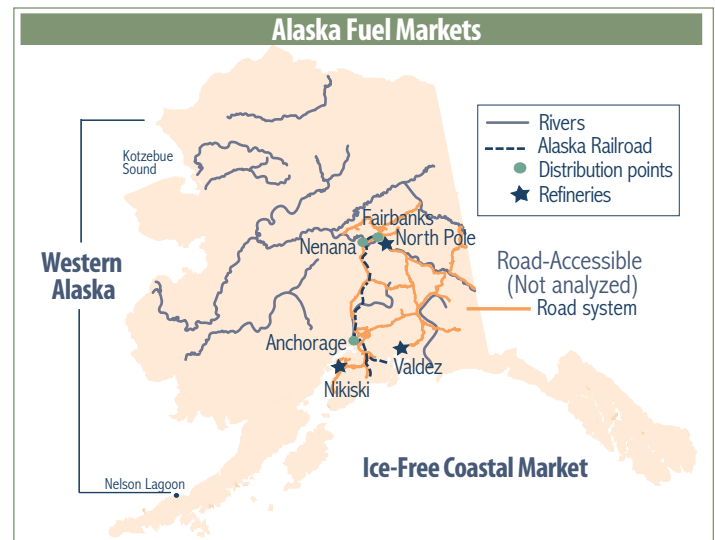 Alaska Fuel Markets
Rivers
Alaska Railroad
Distribution points
Refineries
Kotzebue
Sound
Fairbanks
North Pole
Nenana
Western
Alaska
Road-Accessible
(Not analyzed)
Road system
Anchorage
Valdez
Nikiski
Ice-Free Coastal Market
Nelson Lagoon